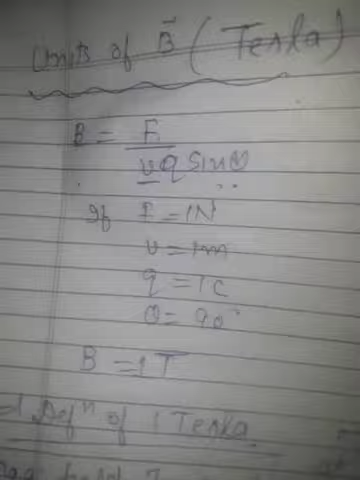 Units of B⃗ (Tesla)
B = F
vq sinθ
If F = 1N
v = 1m
q = 1C
θ = 90°
B = 1T
Defⁿ of 1 Tesla